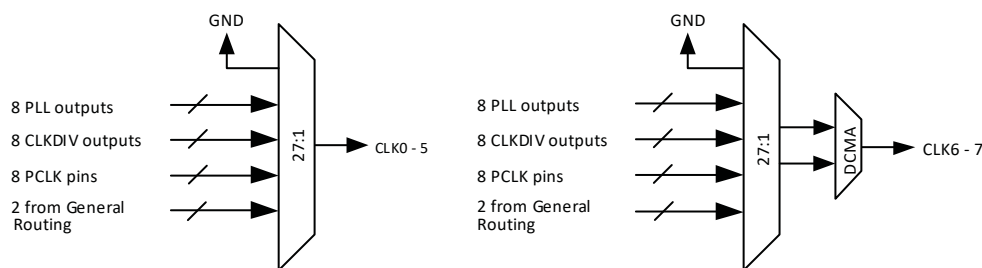 GND
8 PLL outputs
8 CLKDIV outputs
8 PCLK pins
2 from General
Routing
27:1
CLK0 - 5
GND
8 PLL outputs
8 CLKDIV outputs
8 PCLK pins
2 from General
Routing
27:1
DCMA
CLK6 - 7